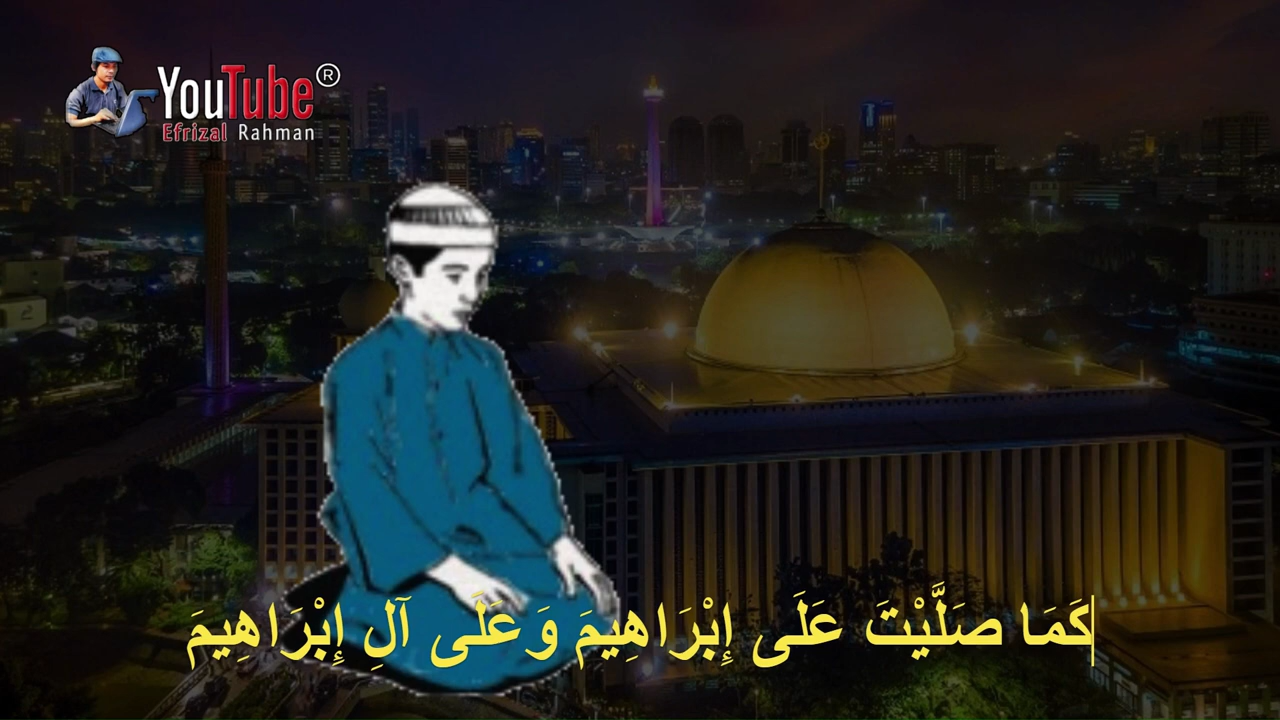 YouTube®
Efrizal Rahman
كَمَا صَلَّيْتَ عَلَى إِبْرَاهِيمَ وَعَلَى آلِ إِبْرَاهِيمَ